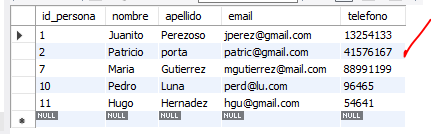 id_persona nombre apellido email telefono
1 Juanito Perezoso jperez@gmail.com 13254133
2 Patricio porta patric@gmail.com 41576167
7 Maria Gutierrez mgutierrez@mail.com 88991199
10 Pedro Luna perd@lu.com 96465
11 Hugo Hernadez hgu@gmail.com 54641
NULL NULL NULL NULL NULL